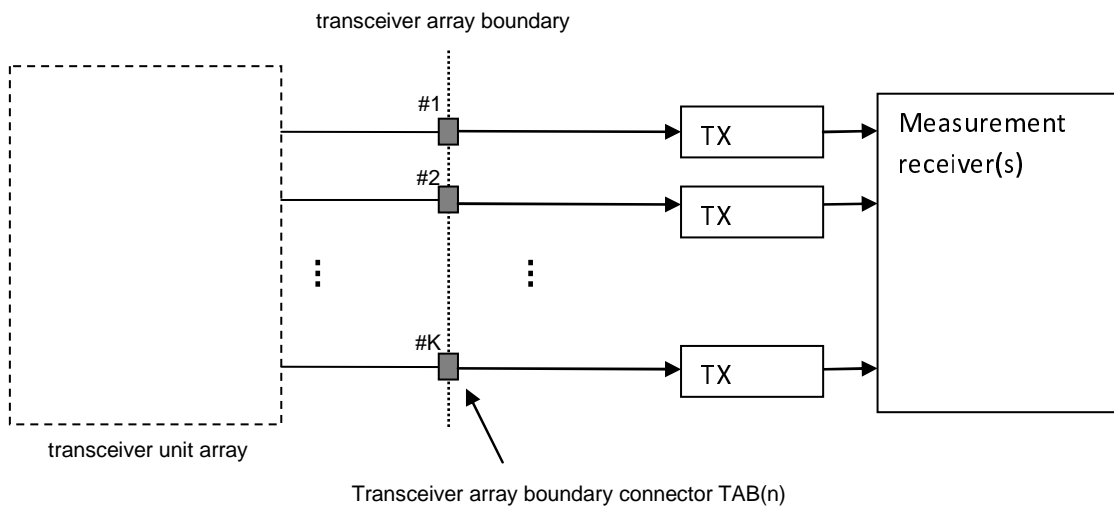 transceiver array boundary
#1
TX
Measurement
receiver(s)
#2
TX
#K
TX
transceiver unit array
Transceiver array boundary connector TAB(n)